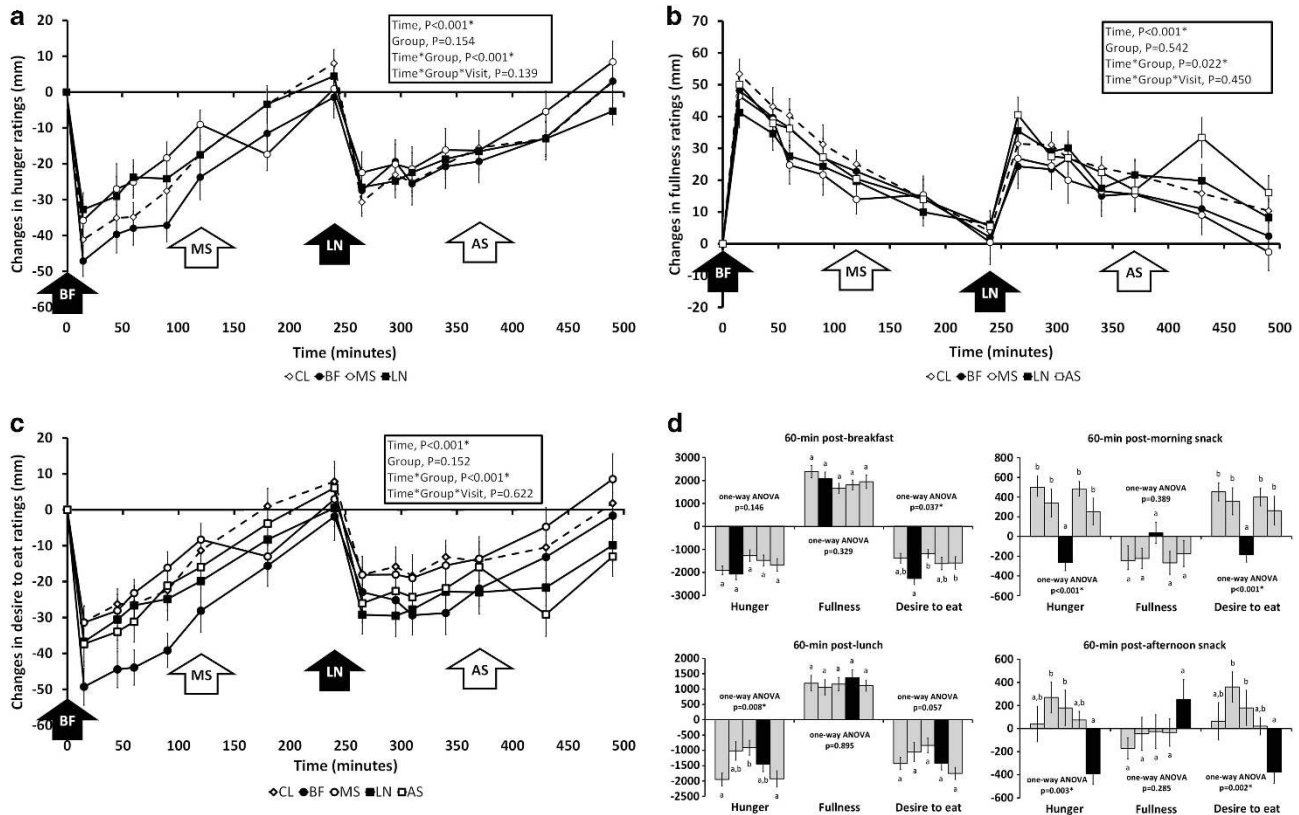 a
20
10
0
-10
-20
-30
-40
-50
-60
Changes in hunger ratings (mm)
Time, P<0.001*
Group, P=0.154
Time*Group, P<0.001*
Time*Group*Visit, P=0.139
BF
MS
LN
AS
0 50 100 150 200 250 300 350 400 450 500
Time (minutes)
CL BF MS LN
b
70
60
50
40
30
20
10
0
-10
-20
Changes in fullness ratings (mm)
Time, P<0.001*
Group, P=0.542
Time*Group, P=0.022*
Time*Group*Visit, P=0.450
BF
MS
LN
AS
0 50 100 150 200 250 300 350 400 450 500
Time (minutes)
CL BF MS LN AS
c
20
10
0
-10
-20
-30
-40
-50
-60
Changes in desire to eat ratings (mm)
Time, P<0.001*
Group, P=0.152
Time*Group, P<0.001*
Time*Group*Visit, P=0.622
BF
MS
LN
AS
0 50 100 150 200 250 300 350 400 450 500
Time (minutes)
CL BF MS LN AS
d
60-min post-breakfast
3000
2000
1000
0
-1000
-2000
-3000
a a a a a
one-way ANOVA
p=0.146
one-way ANOVA
p=0.037*
one-way ANOVA
p=0.329
a a a a a
a,b a b a,b a,b
Hunger Fullness Desire to eat
60-min post-morning snack
800
600
400
200
0
-200
-400
-600
b b a b b
one-way ANOVA
p=0.389
a a a a a
b b a b b
one-way ANOVA
p<0.001*
one-way ANOVA
p<0.001*
Hunger Fullness Desire to eat
60-min post-lunch
2000
1500
1000
500
0
-500
-1000
-1500
-2000
-2500
a a a a a
one-way ANOVA
p=0.008*
one-way ANOVA
p=0.057
one-way ANOVA
p=0.895
a a,b b a,b a
a a a a a
Hunger Fullness Desire to eat
60-min post-afternoon snack
600
400
200
0
-200
-400
-600
a,b b b a,b a
a a a a a
a,b b b a,b a
one-way ANOVA
p=0.003*
one-way ANOVA
p=0.285
one-way ANOVA
p=0.002*
Hunger Fullness Desire to eat